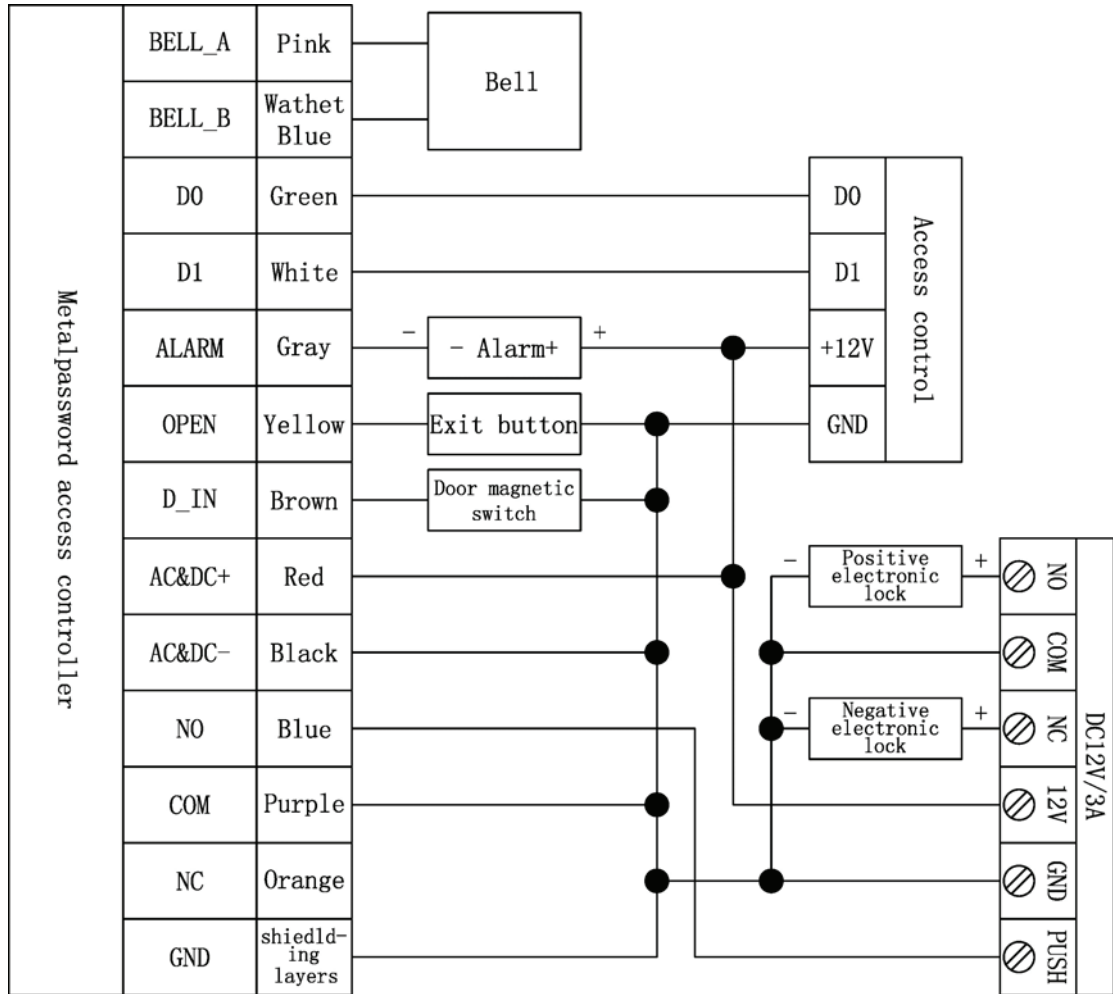 Metalpassword access controller
BELL_A Pink
BELL_B Wathet
Blue
Bell
D0 Green
D1 White
ALARM Gray
OPEN Yellow
D_IN Brown
AC&DC+ Red
AC&DC− Black
NO Blue
COM Purple
NC Orange
GND shiedld-
ing
layers
− - Alarm+ +
Exit button
Door magnetic
switch
D0
D1
+12V
GND
Access control
− Positive +
electronic
lock
− Negative +
electronic
lock
NO
COM
NC
12V
GND
PUSH
DC12V/3A